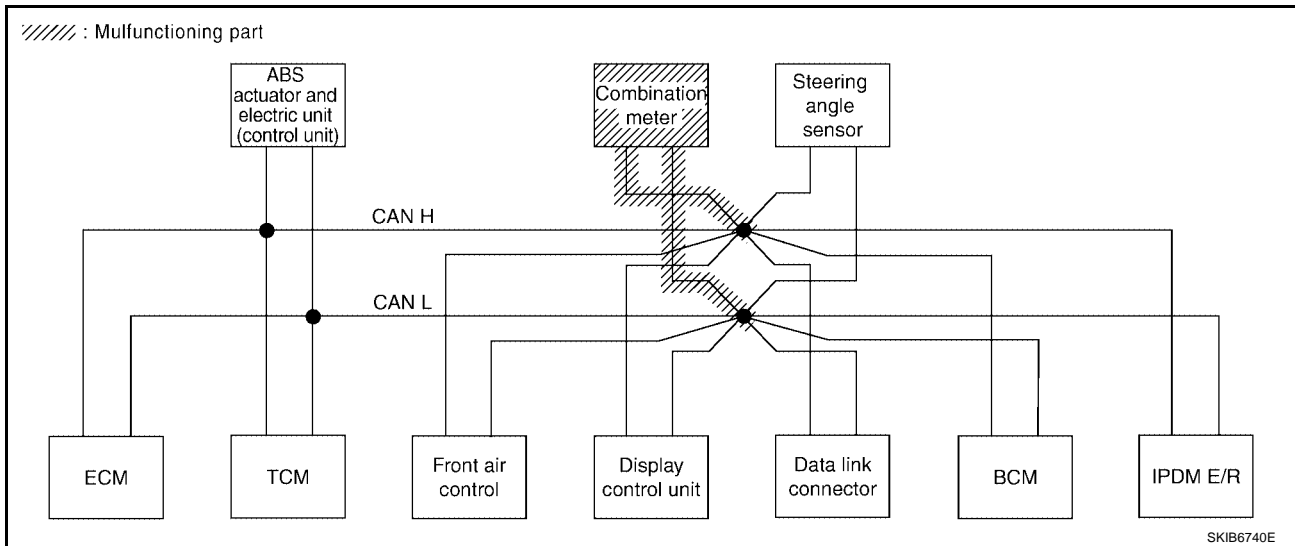 : Mulfunctioning part
ABS
actuator and
electric unit
(control unit)
Combination
meter
Steering
angle
sensor
CAN H
CAN L
ECM
TCM
Front air
control
Display
control unit
Data link
connector
BCM
IPDM E/R
SKIB6740E